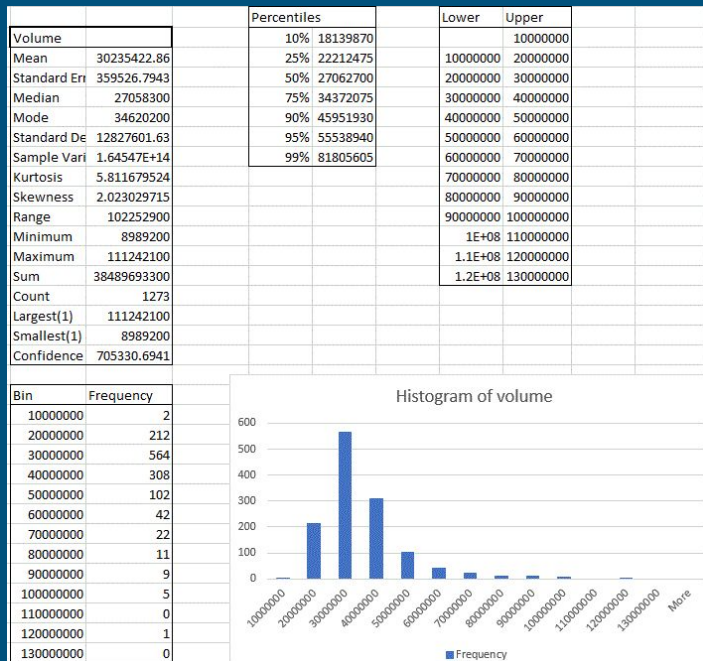 Volume
Mean 30235422.86
Standard Err 359526.7943
Median 27058300
Mode 34620200
Standard De 12827601.63
Sample Vari 1.64547E+14
Kurtosis 5.811679524
Skewness 2.023029715
Range 102252900
Minimum 8989200
Maximum 111242100
Sum 38489693300
Count 1273
Largest(1) 111242100
Smallest(1) 8989200
Confidence 705330.6941
Percentiles
10% 18139870
25% 22212475
50% 27062700
75% 34372075
90% 45951930
95% 55538940
99% 81805605
Lower Upper
10000000
10000000 20000000
20000000 30000000
30000000 40000000
40000000 50000000
50000000 60000000
60000000 70000000
70000000 80000000
80000000 90000000
90000000 100000000
1E+08 110000000
1.1E+08 120000000
1.2E+08 130000000
Bin Frequency
10000000 2
20000000 212
30000000 564
40000000 308
50000000 102
60000000 42
70000000 22
80000000 11
90000000 9
100000000 5
110000000 0
120000000 1
130000000 0
Histogram of volume
600
500
400
300
200
100
0
10000000 20000000 30000000 40000000 50000000 60000000 70000000 80000000 90000000 100000000 110000000 120000000 130000000 More
Frequency